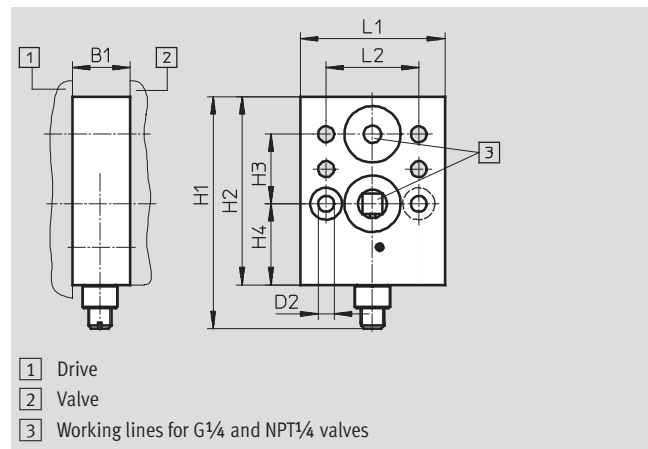 L1
1
B1
2
L2
3
H3
H1
H2
H4
D2
1 Drive
2 Valve
3 Working lines for G¼ and NPT¼ valves